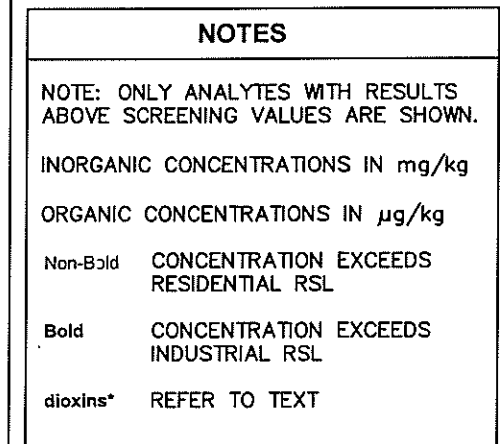 NOTES
NOTE: ONLY ANALYTES WITH RESULTS
ABOVE SCREENING VALUES ARE SHOWN.
INORGANIC CONCENTRATIONS IN mg/kg
ORGANIC CONCENTRATIONS IN µg/kg
Non-Bold CONCENTRATION EXCEEDS
RESIDENTIAL RSL
Bold CONCENTRATION EXCEEDS
INDUSTRIAL RSL
dioxins* REFER TO TEXT